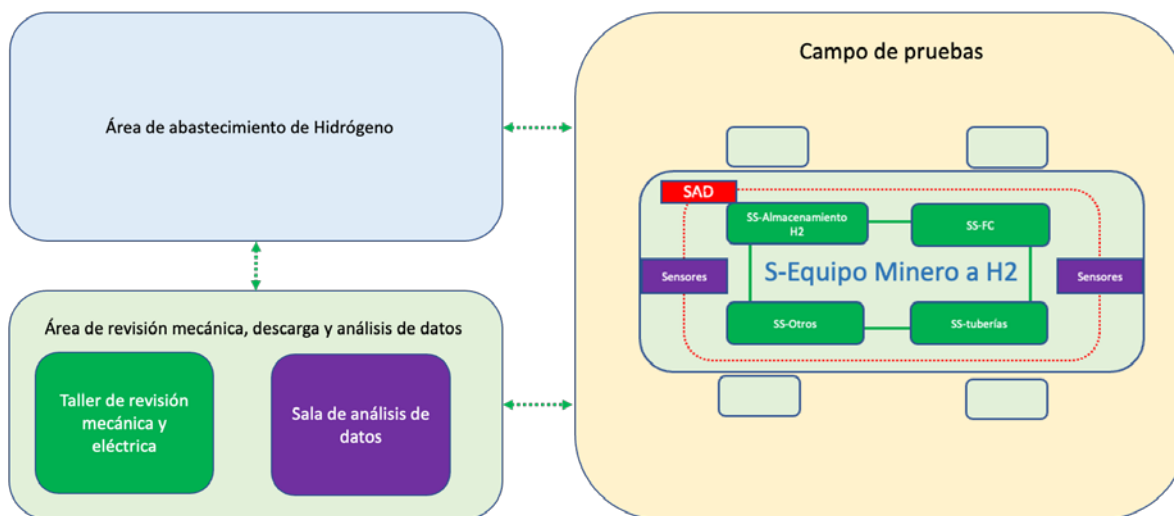 Área de abastecimiento de Hidrógeno
Área de revisión mecánica, descarga y análisis de datos
Taller de revisión
mecánica y
eléctrica
Sala de análisis de
datos
Campo de pruebas
SAD
SS-Almacenamiento
H2
SS-FC
Sensores
S-Equipo Minero a H2
Sensores
SS-Otros
SS-tuberías